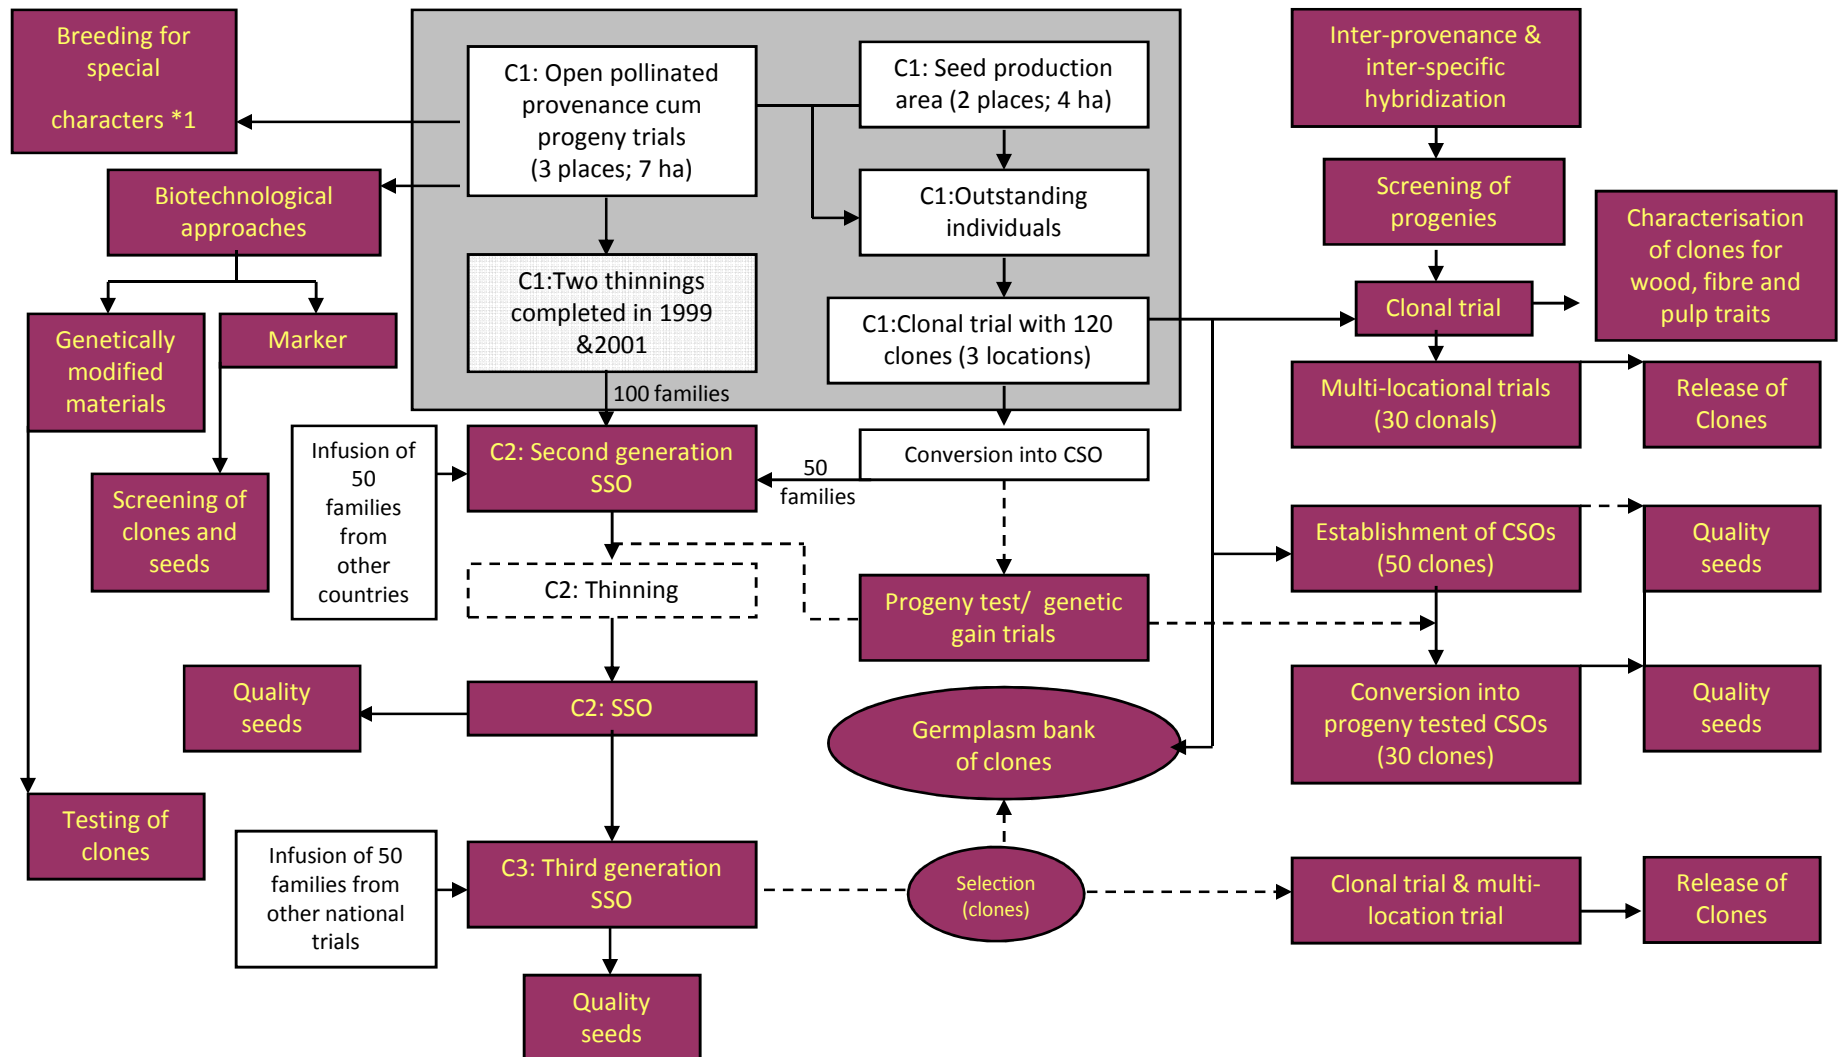 Breeding for
special
characters *1
C1: Open pollinated
provenance cum
progeny trials
(3 places; 7 ha)
C1: Seed production
area (2 places; 4 ha)
Inter-provenance &
inter-specific
hybridization
Biotechnological
approaches
C1:Outstanding
individuals
Screening of
progenies
Characterisation
of clones for
wood, fibre and
pulp traits
C1:Two thinnings
completed in 1999
&2001
C1:Clonal trial with 120
clones (3 locations)
Clonal trial
Genetically
modified
materials
Marker
100 families
Multi-locational trials
(30 clonals)
Release of
Clones
Infusion of
50
families
from
other
countries
C2: Second generation
SSO
50
families
Conversion into CSO
Screening of
clones and
seeds
Establishment of CSOs
(50 clones)
Quality
seeds
C2: Thinning
Progeny test/ genetic
gain trials
Quality
seeds
C2: SSO
Germplasm bank
of clones
Conversion into
progeny tested CSOs
(30 clones)
Quality
seeds
Testing of
clones
Infusion of 50
families from
other national
trials
C3: Third generation
SSO
Selection
(clones)
Clonal trial & multi-
location trial
Release of
Clones
Quality
seeds